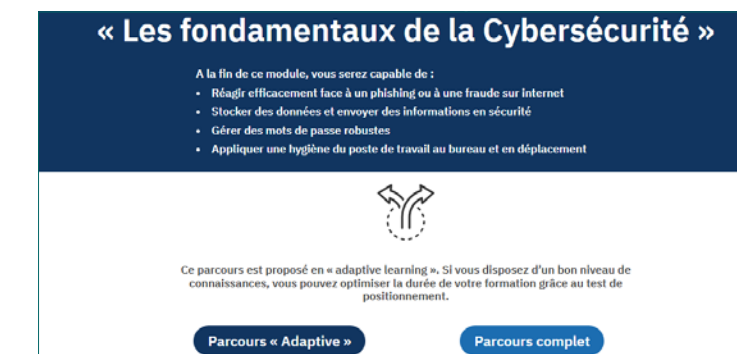 « Les fondamentaux de la Cybersécurité »
A la fin de ce module, vous serez capable de :
• Réagir efficacement face à un phishing ou à une fraude sur internet
• Stocker des données et envoyer des informations en sécurité
• Gérer des mots de passe robustes
• Appliquer une hygiène du poste de travail au bureau et en déplacement
Ce parcours est proposé en « adaptive learning ». Si vous disposez d'un bon niveau de
connaissances, vous pouvez optimiser la durée de votre formation grâce au test de
positionnement.
Parcours « Adaptive »
Parcours complet